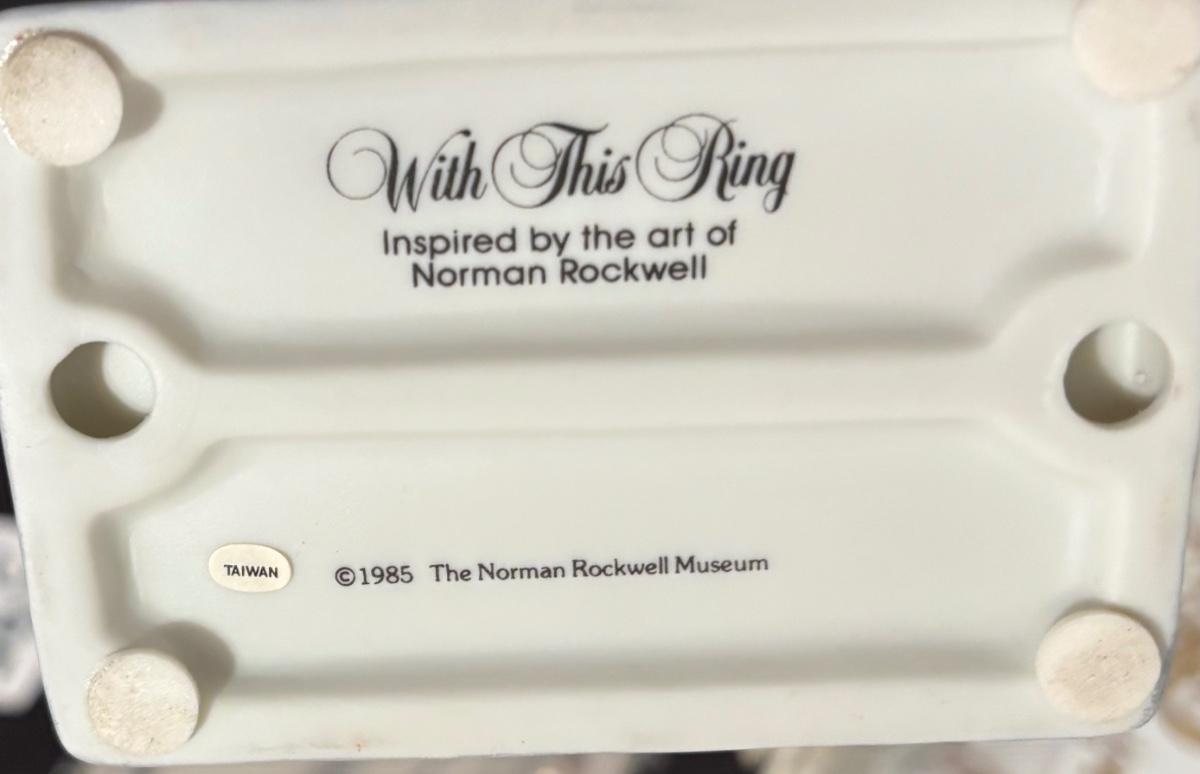 With This Ring
Inspired by the art of
Norman Rockwell
TAIWAN
©1985 The Norman Rockwell Museum